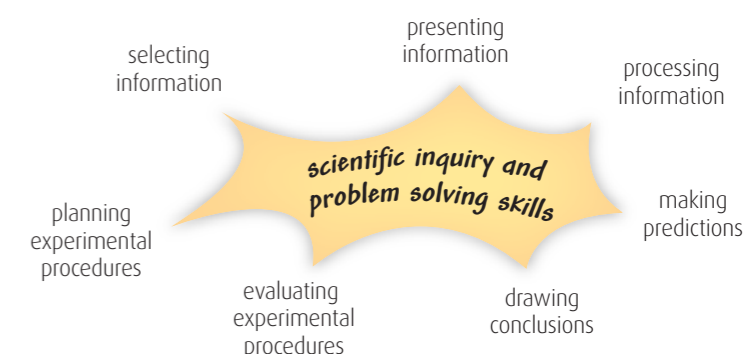 presenting
information
selecting
information
processing
information
scientific inquiry and
problem solving skills
planning
experimental
procedures
making
predictions
evaluating
experimental
procedures
drawing
conclusions